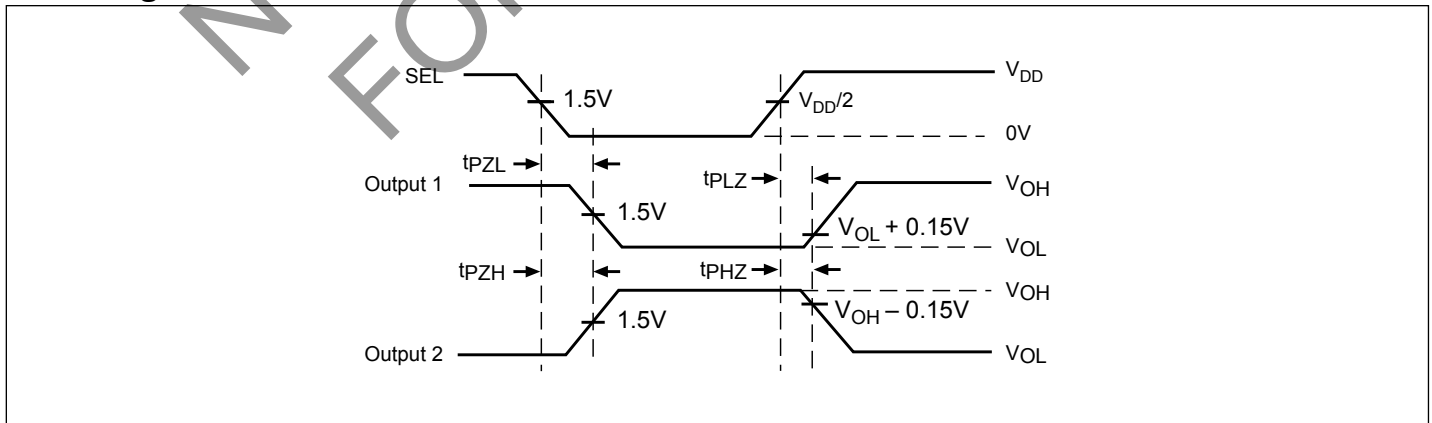 SEL
1.5V
VDD/2
VDD
0V
tPZL
tPLZ
Output 1
1.5V
VOL + 0.15V
VOH
VOL
tPZH
tPHZ
VOH
1.5V
VOH – 0.15V
Output 2
VOL